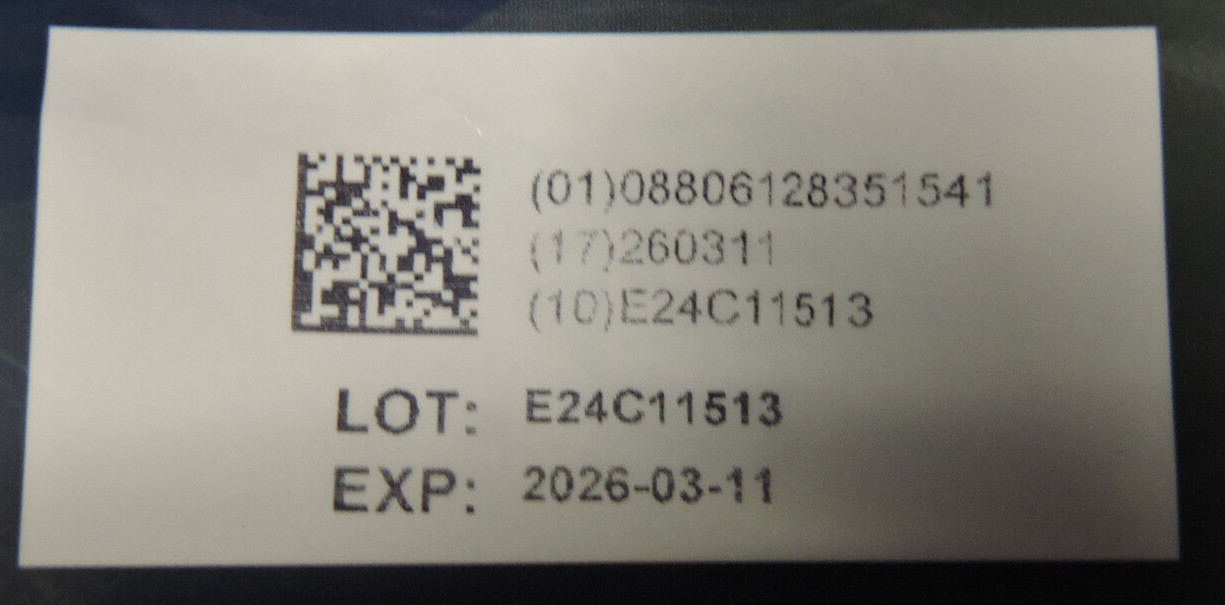 (01)08806128351541
(17)260311
(10)E24C11513
LOT: E24C11513
EXP: 2026-03-11